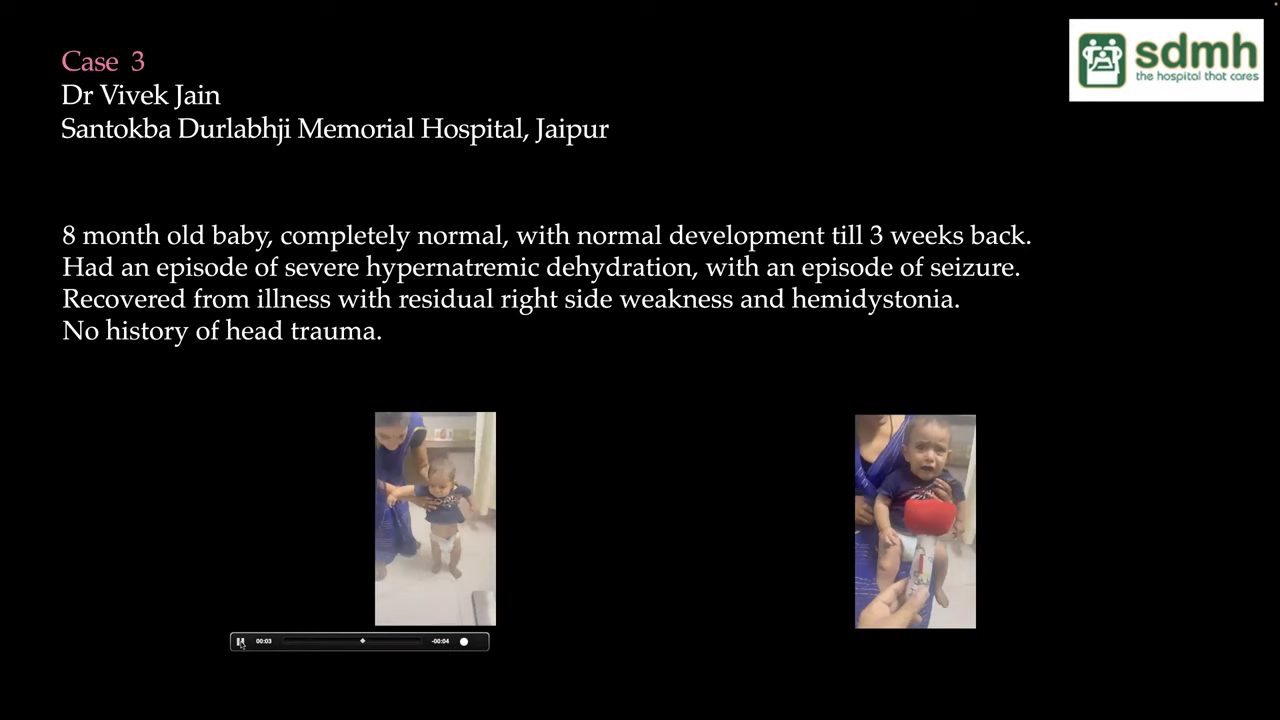 Case 3
Dr Vivek Jain
Santokba Durlabhji Memorial Hospital, Jaipur
sdmh
the hospital that cares
8 month old baby, completely normal, with normal development till 3 weeks back.
Had an episode of severe hypernatremic dehydration, with an episode of seizure.
Recovered from illness with residual right side weakness and hemidystonia.
No history of head trauma.
00:03
-00:04